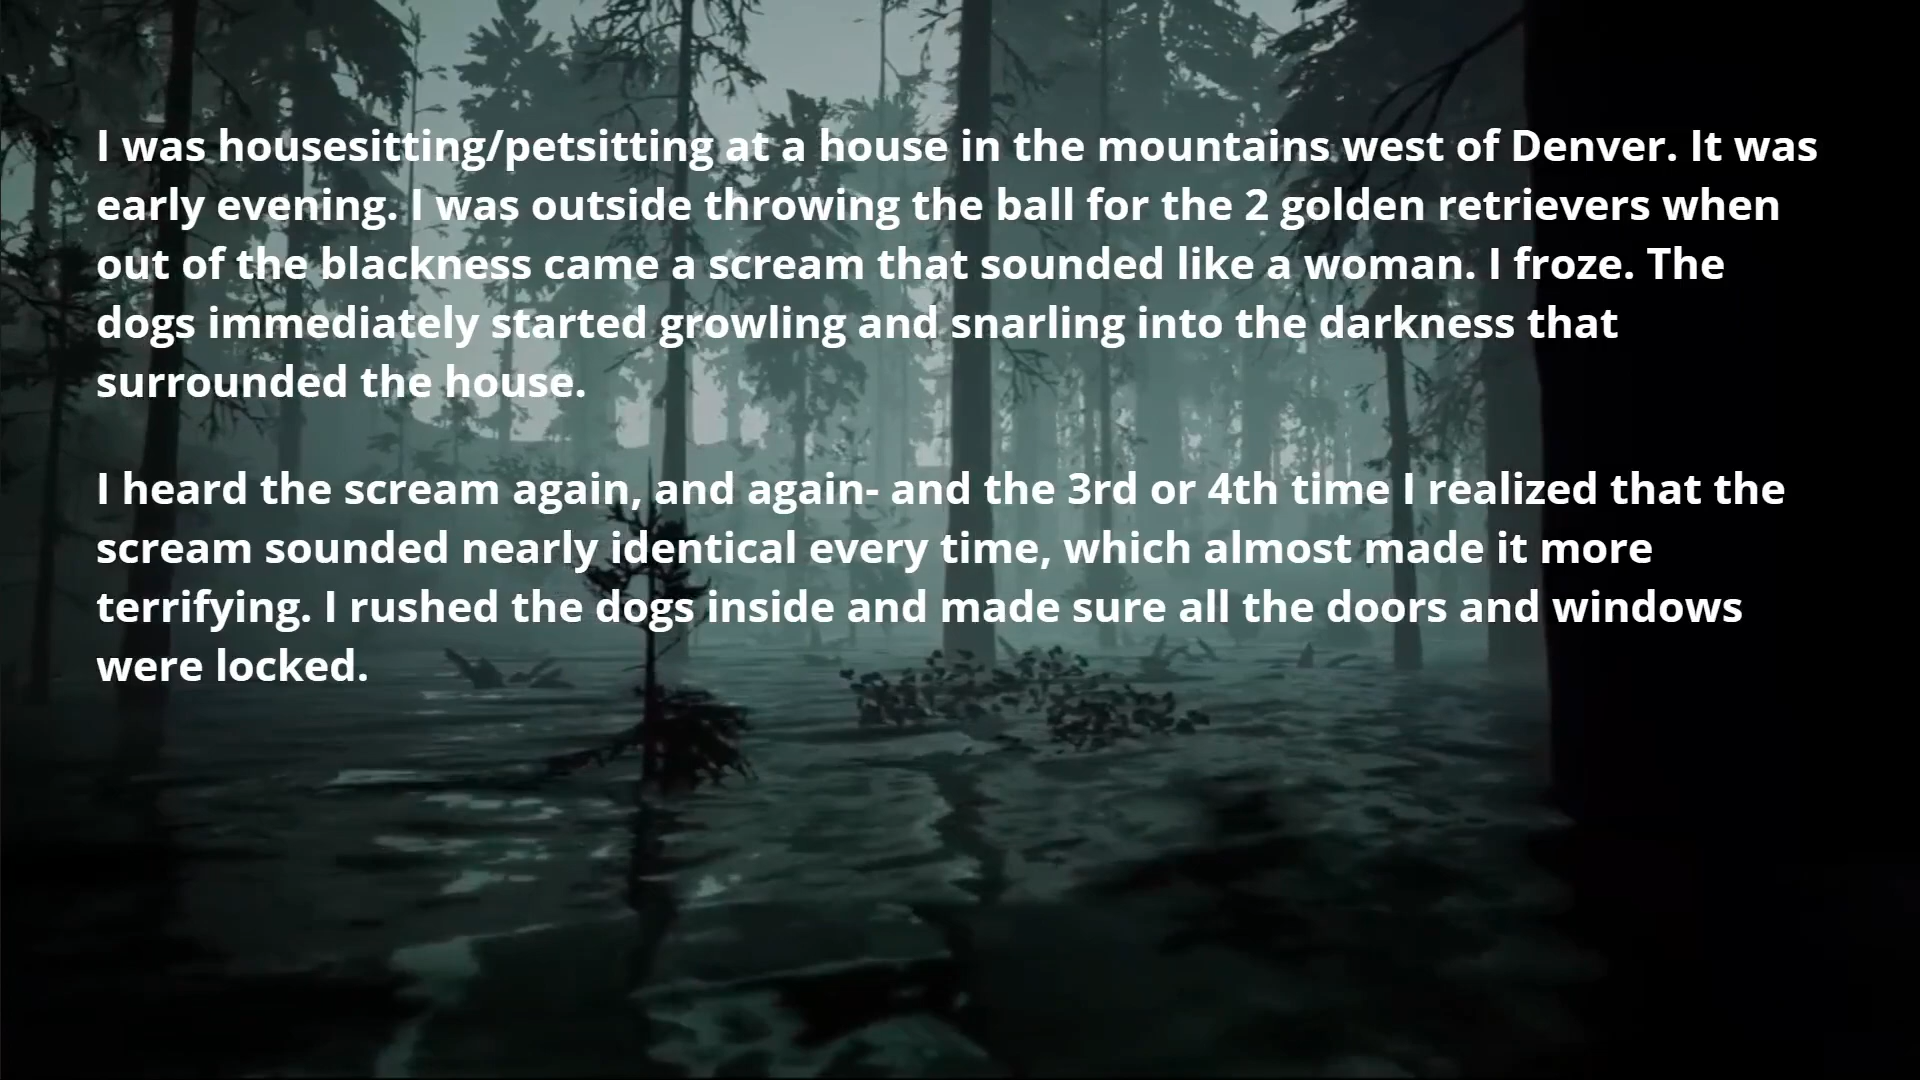 I was housesitting/petsitting at a house in the mountains west of Denver. It was
early evening. I was outside throwing the ball for the 2 golden retrievers when
out of the blackness came a scream that sounded like a woman. I froze. The
dogs immediately started growling and snarling into the darkness that
surrounded the house.
I heard the scream again, and again- and the 3rd or 4th time I realized that the
scream sounded nearly identical every time, which almost made it more
terrifying. I rushed the dogs inside and made sure all the doors and windows
were locked.